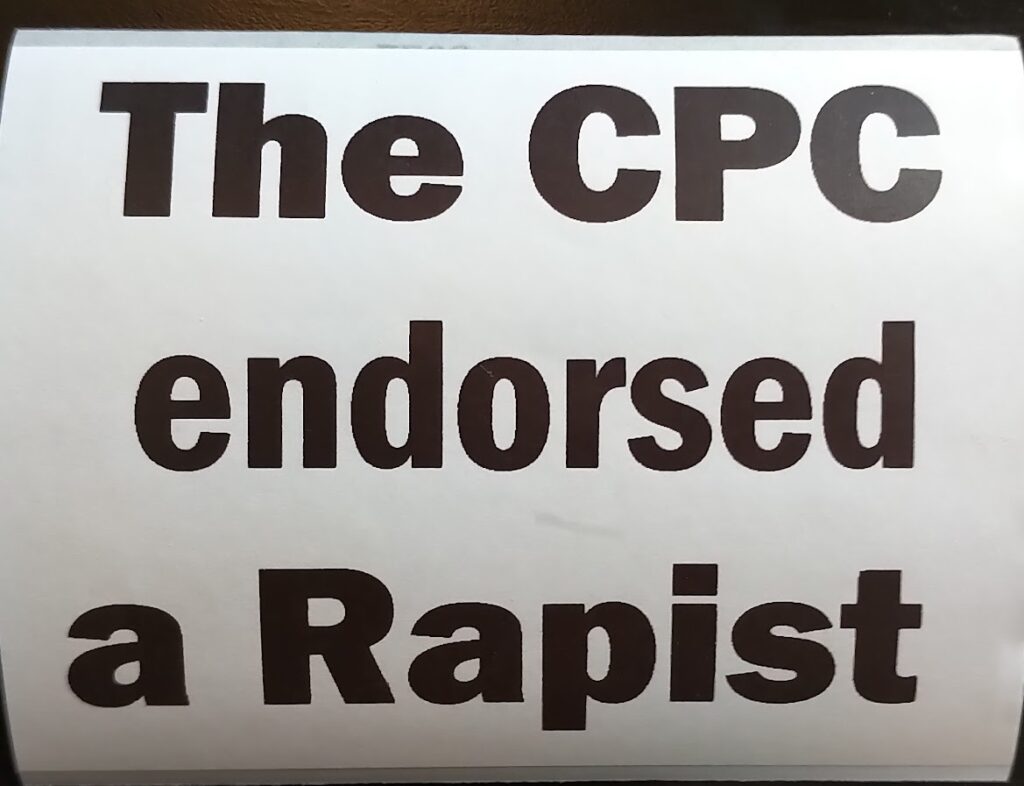 The CPC
endorsed
a Rapist